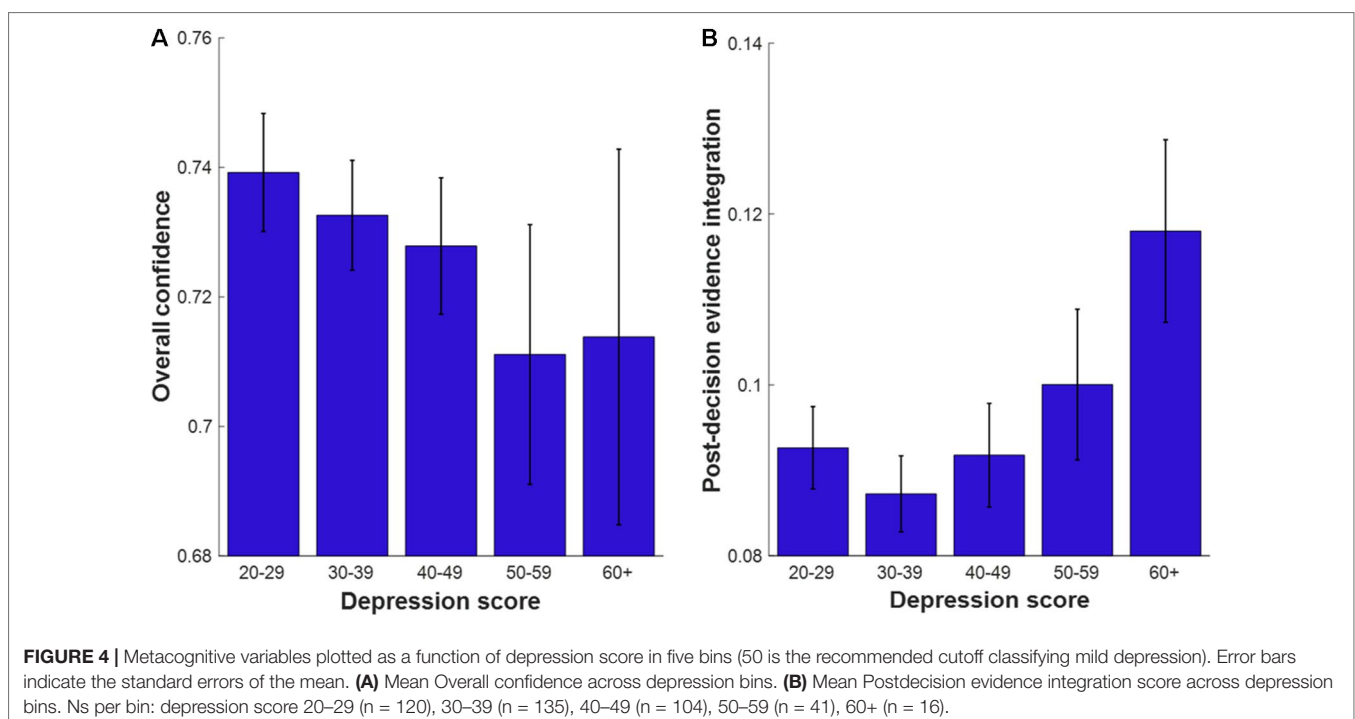 A
0.76
0.74
0.72
0.7
0.68
Overall confidence
20-29 30-39 40-49 50-59 60+
Depression score
B
0.14
0.12
0.1
0.08
Post-decision evidence integration
20-29 30-39 40-49 50-59 60+
Depression score
FIGURE 4 | Metacognitive variables plotted as a function of depression score in five bins (50 is the recommended cutoff classifying mild depression). Error bars
indicate the standard errors of the mean. (A) Mean Overall confidence across depression bins. (B) Mean Postdecision evidence integration score across depression
bins. Ns per bin: depression score 20–29 (n = 120), 30–39 (n = 135), 40–49 (n = 104), 50–59 (n = 41), 60+ (n = 16).